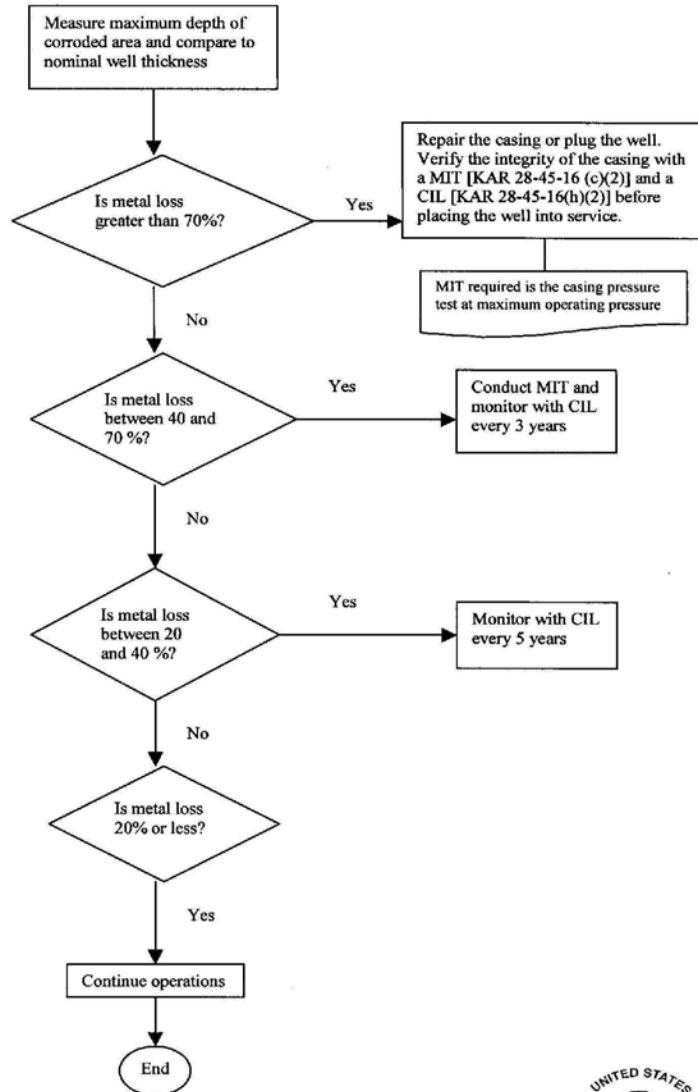 Measure maximum depth of
corroded area and compare to
nominal well thickness
Is metal loss
greater than 70%?
Yes
Repair the casing or plug the well.
Verify the integrity of the casing with
a MIT [KAR 28-45-16 (c)(2)] and a
CIL [KAR 28-45-16(h)(2)] before
placing the well into service.
MIT required is the casing pressure
test at maximum operating pressure
No
Is metal loss
between 40 and
70 %?
Yes
Conduct MIT and
monitor with CIL
every 3 years
No
Is metal loss
between 20
and 40 %?
Yes
Monitor with CIL
every 5 years
No
Is metal loss
20% or less?
Yes
Continue operations
End
UNITED STATES